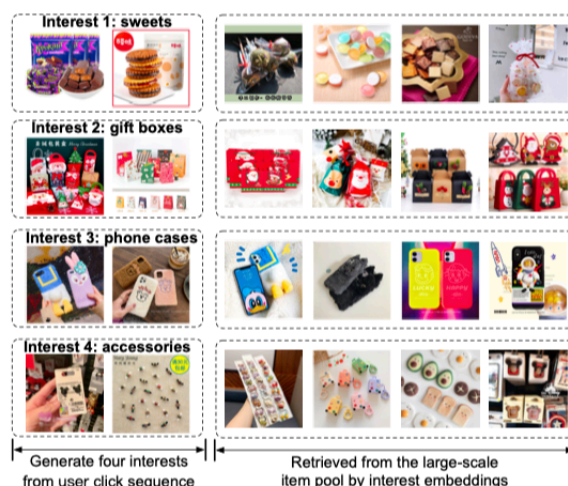 Interest 1: sweets
Interest 2: gift boxes
Interest 3: phone cases
Interest 4: accessories
Generate four interests
from user click sequence
Retrieved from the large-scale
item pool by interest embeddings